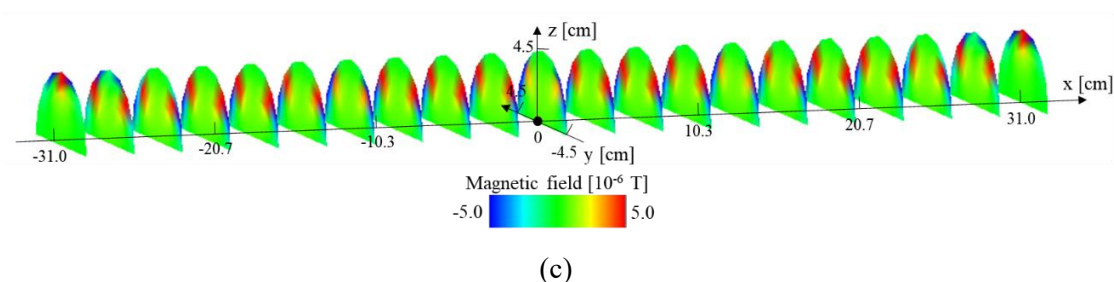 z [cm]
4.5
x [cm]
4.5
-31.0
-20.7
-10.3
0
-4.5
y [cm]
10.3
20.7
31.0
Magnetic field [10-6 T]
-5.0
5.0
(c)